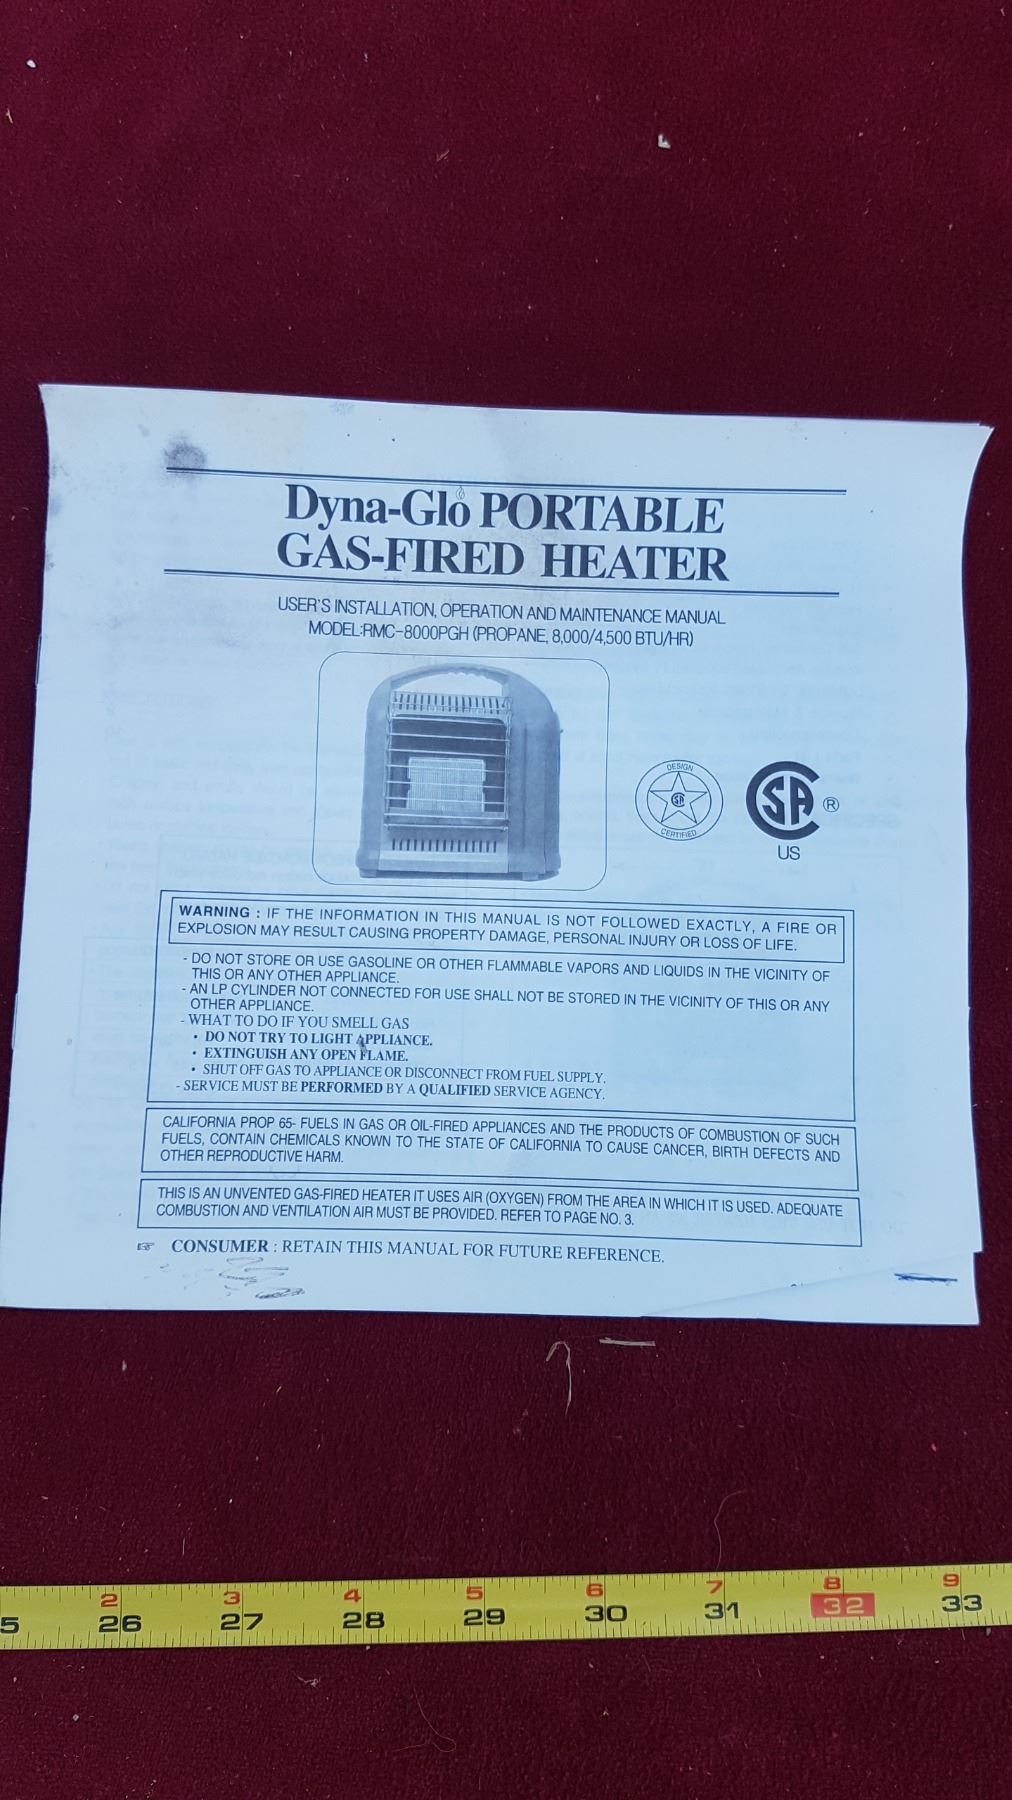 Dyna-Glo PORTABLE
GAS-FIRED HEATER
USER'S INSTALLATION, OPERATION AND MAINTENANCE MANUAL
MODEL:RMC-8000PGH (PROPANE, 8,000/4,500 BTU/HR)
DESIGN
SA
CERTIFIED
SA ®
US
WARNING : IF THE INFORMATION IN THIS MANUAL IS NOT FOLLOWED EXACTLY, A FIRE OR
EXPLOSION MAY RESULT CAUSING PROPERTY DAMAGE, PERSONAL INJURY OR LOSS OF LIFE.
- DO NOT STORE OR USE GASOLINE OR OTHER FLAMMABLE VAPORS AND LIQUIDS IN THE VICINITY OF
THIS OR ANY OTHER APPLIANCE.
- AN LP CYLINDER NOT CONNECTED FOR USE SHALL NOT BE STORED IN THE VICINITY OF THIS OR ANY
OTHER APPLIANCE.
- WHAT TO DO IF YOU SMELL GAS
• DO NOT TRY TO LIGHT APPLIANCE.
• EXTINGUISH ANY OPEN FLAME.
• SHUT OFF GAS TO APPLIANCE OR DISCONNECT FROM FUEL SUPPLY.
- SERVICE MUST BE PERFORMED BY A QUALIFIED SERVICE AGENCY.
CALIFORNIA PROP 65- FUELS IN GAS OR OIL-FIRED APPLIANCES AND THE PRODUCTS OF COMBUSTION OF SUCH
FUELS, CONTAIN CHEMICALS KNOWN TO THE STATE OF CALIFORNIA TO CAUSE CANCER, BIRTH DEFECTS AND
OTHER REPRODUCTIVE HARM.
THIS IS AN UNVENTED GAS-FIRED HEATER IT USES AIR (OXYGEN) FROM THE AREA IN WHICH IT IS USED. ADEQUATE
COMBUSTION AND VENTILATION AIR MUST BE PROVIDED. REFER TO PAGE NO. 3.
☞ CONSUMER : RETAIN THIS MANUAL FOR FUTURE REFERENCE.
2 3 4 5 6 7 8 9
5 26 27 28 29 30 31 32 33